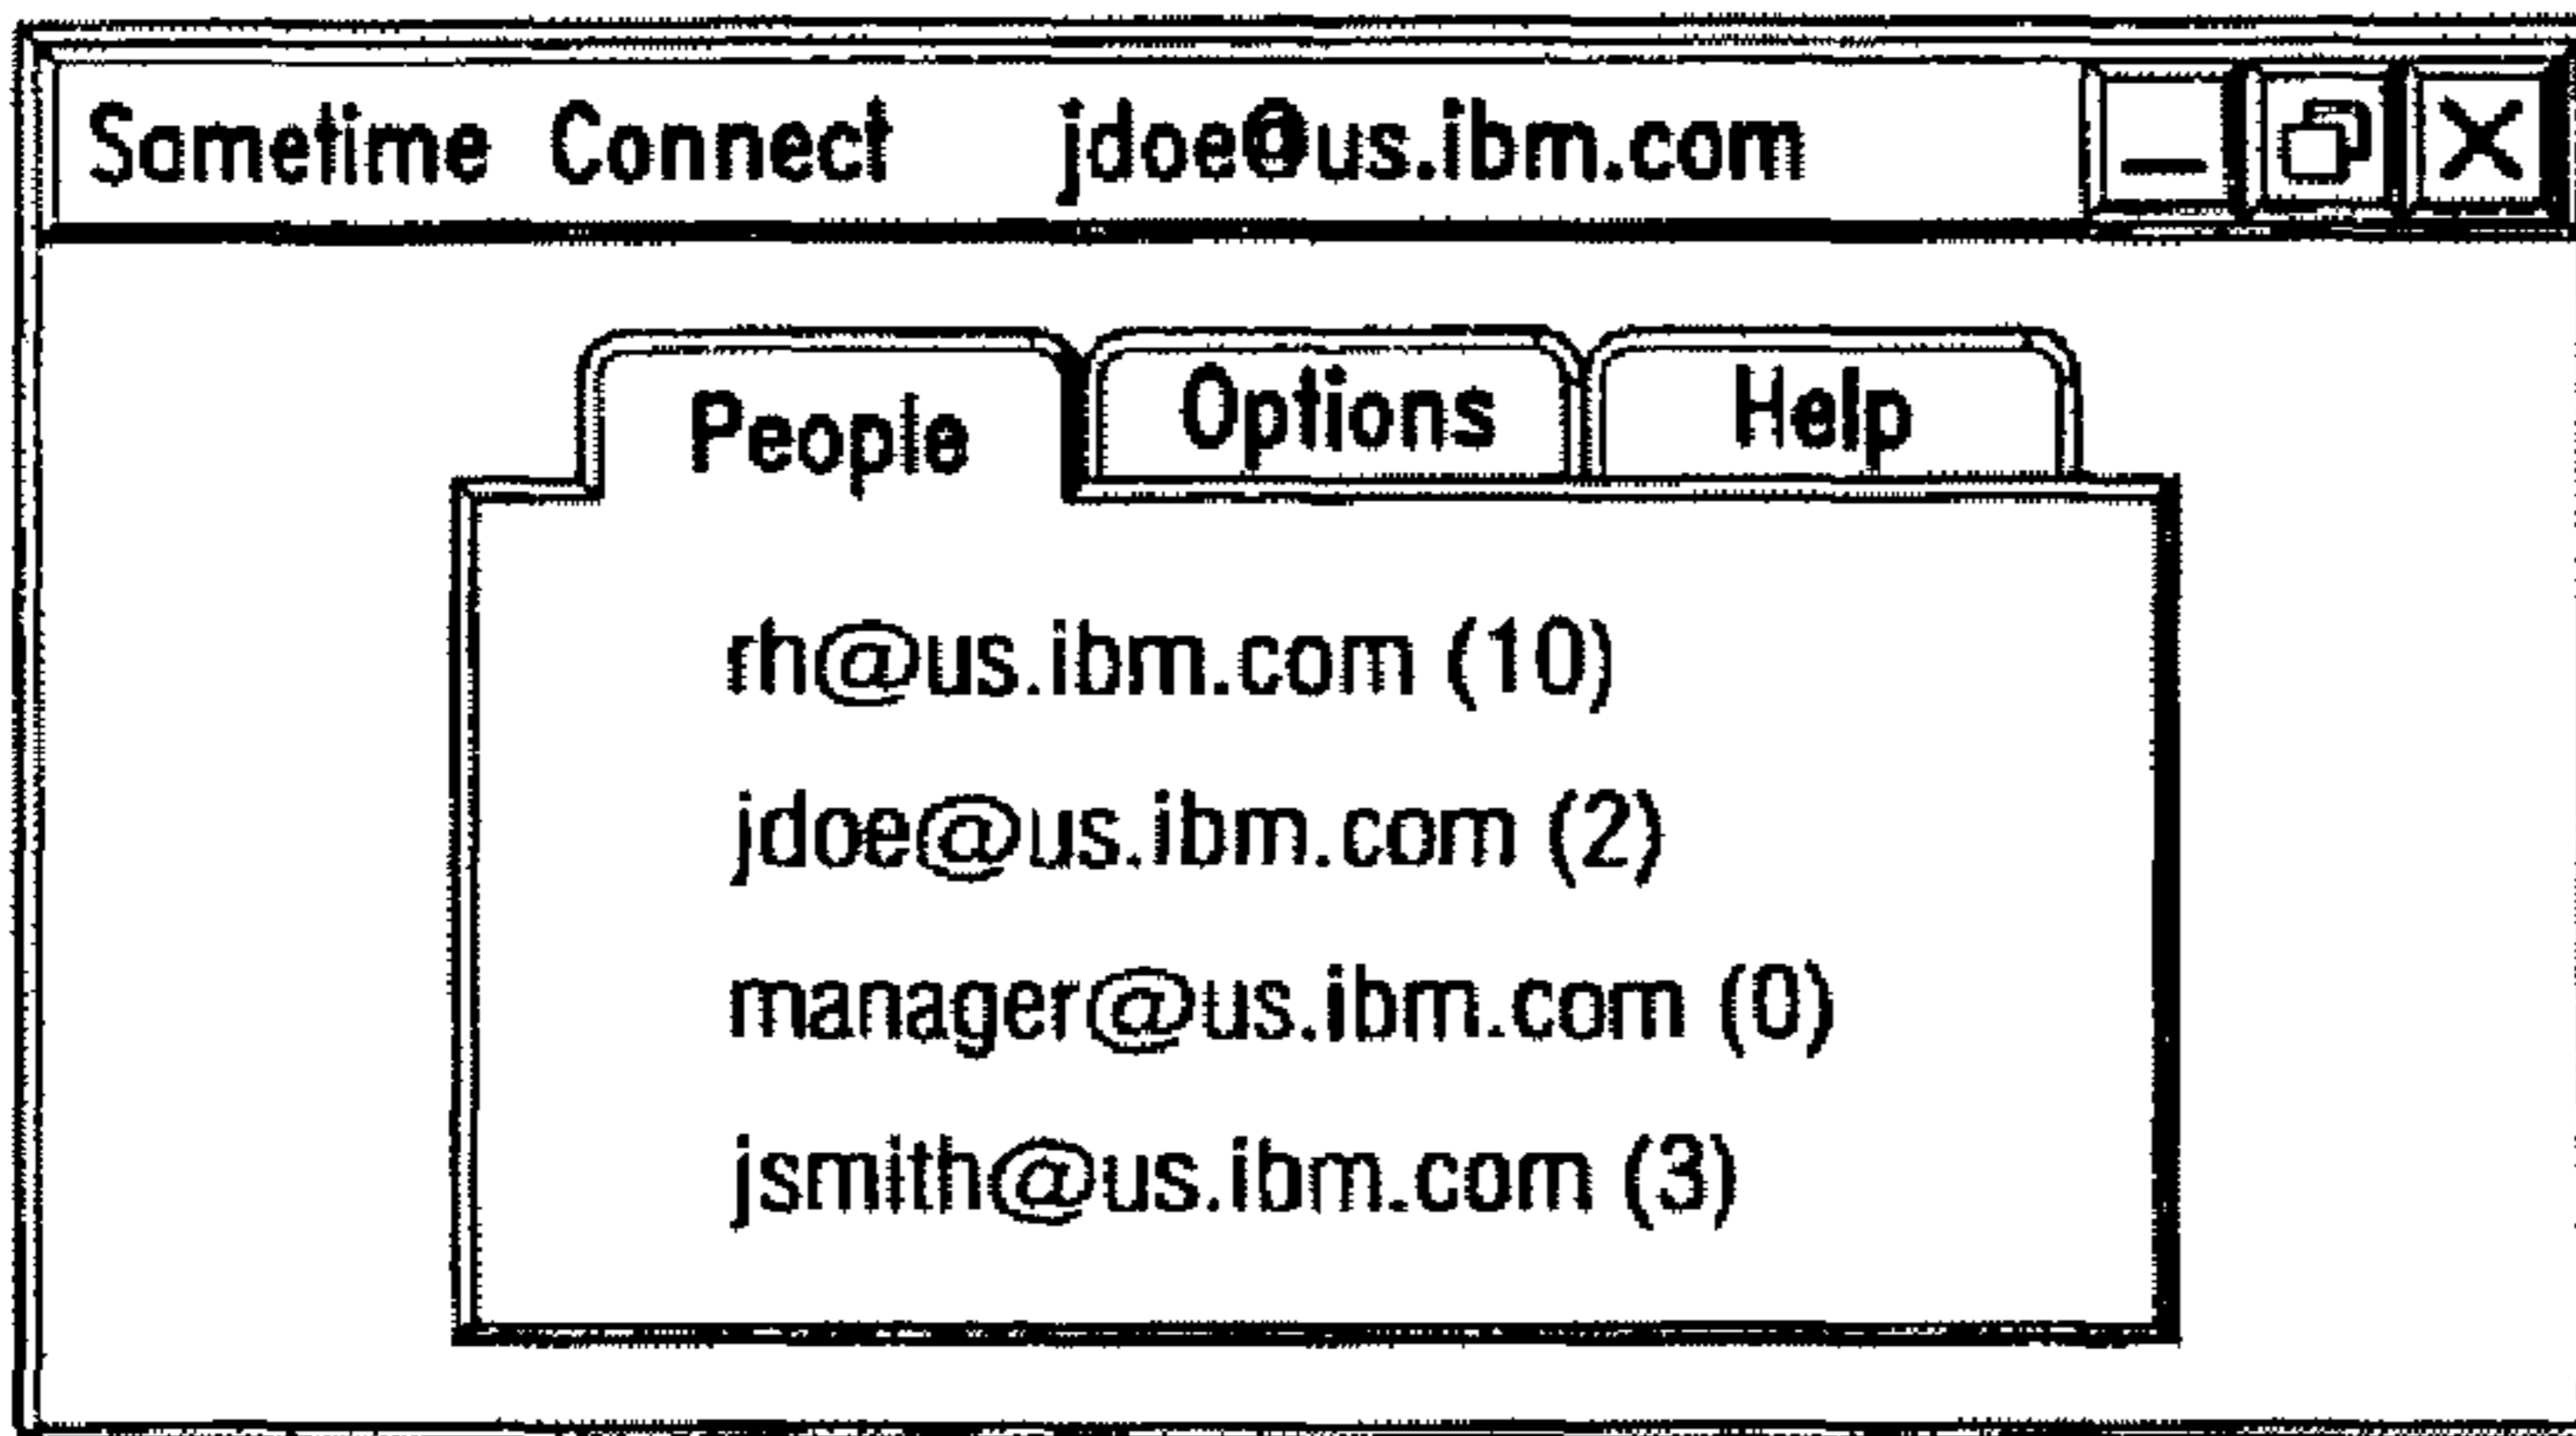 Sametime Connect jdoe@us.ibm.com
People Options Help
rh@us.ibm.com (10)
jdoe@us.ibm.com (2)
manager@us.ibm.com (0)
jsmith@us.ibm.com (3)